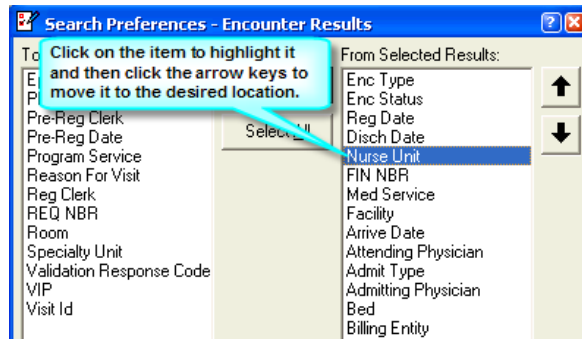 Search Preferences - Encounter Results
To
Click on the item to highlight it
and then click the arrow keys to
move it to the desired location.
Pre-Reg Clerk
Pre-Reg Date
Program Service
Reason For Visit
Reg Clerk
REQ NBR
Room
Specialty Unit
Validation Response Code
VIP
Visit Id
Select All
From Selected Results:
Enc Type
Enc Status
Reg Date
Disch Date
Nurse Unit
FIN NBR
Med Service
Facility
Arrive Date
Attending Physician
Admit Type
Admitting Physician
Bed
Billing Entity